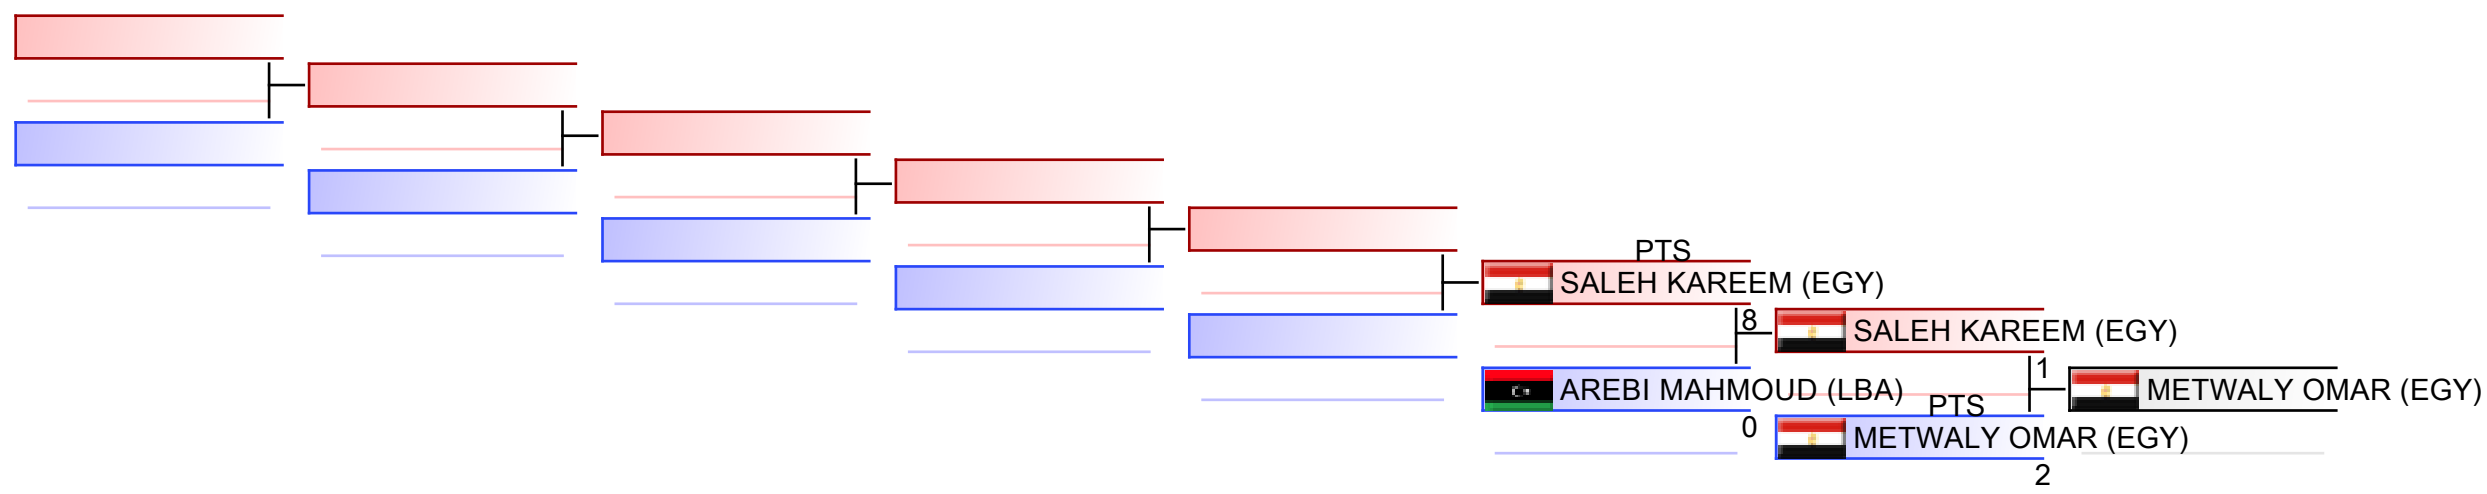 PTS
SALEH KAREEM (EGY)
8
SALEH KAREEM (EGY)
1
AREBI MAHMOUD (LBA)
METWALY OMAR (EGY)
PTS
0
METWALY OMAR (EGY)
2